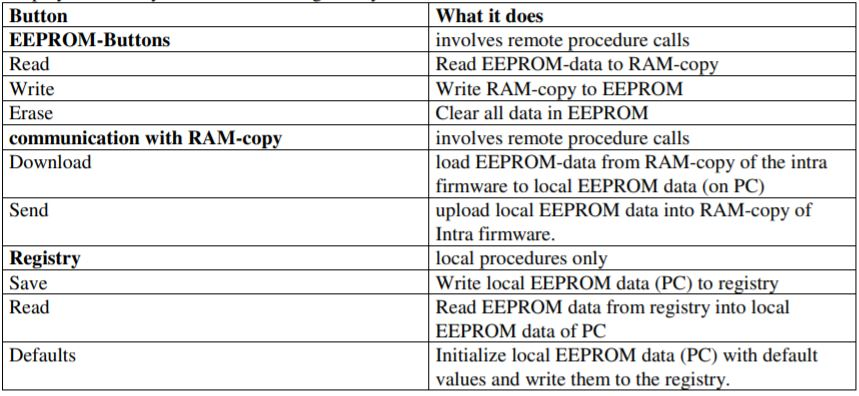 Button What it does
EEPROM-Buttons involves remote procedure calls
Read Read EEPROM-data to RAM-copy
Write Write RAM-copy to EEPROM
Erase Clear all data in EEPROM
communication with RAM-copy involves remote procedure calls
Download load EEPROM-data from RAM-copy of the intra
firmware to local EEPROM data (on PC)
Send upload local EEPROM data into RAM-copy of
Intra firmware.
Registry local procedures only
Save Write local EEPROM data (PC) to registry
Read Read EEPROM data from registry into local
EEPROM data of PC
Defaults Initialize local EEPROM data (PC) with default
values and write them to the registry.